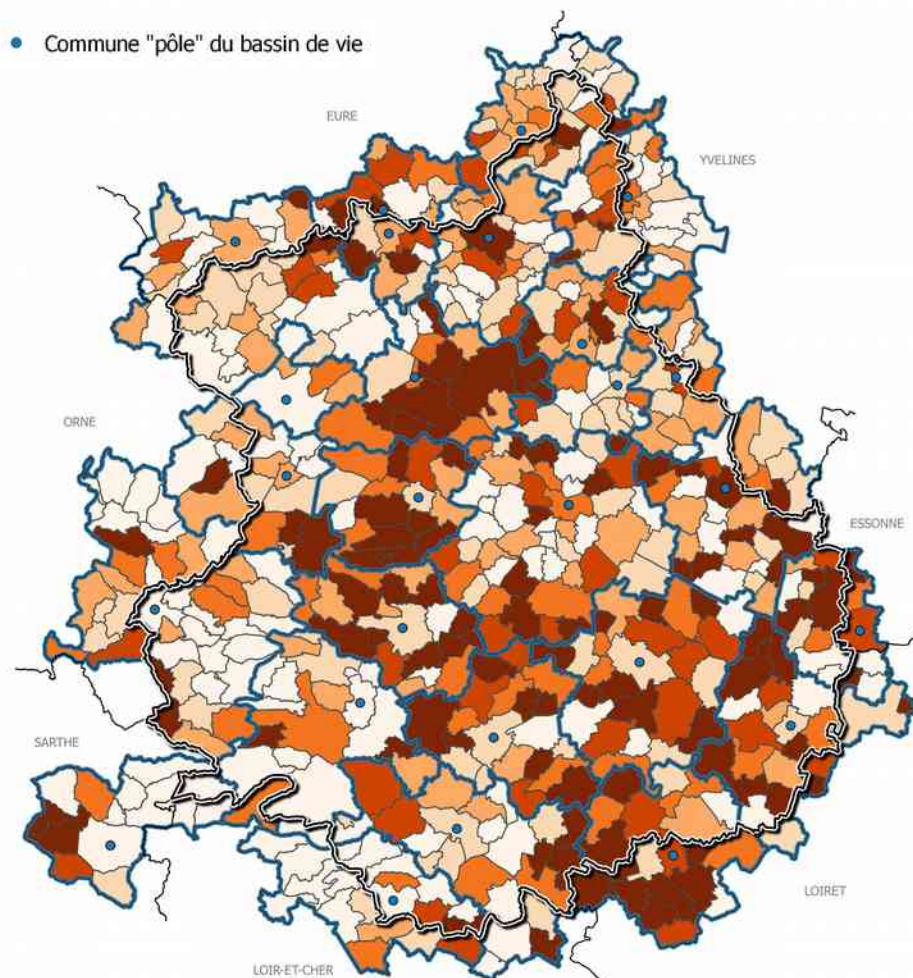 Commune "pôle" du bassin de vie
EURE
YVELINES
ORNE
ESSONNE
SARTHE
LOIRET
LOIR-ET-CHER